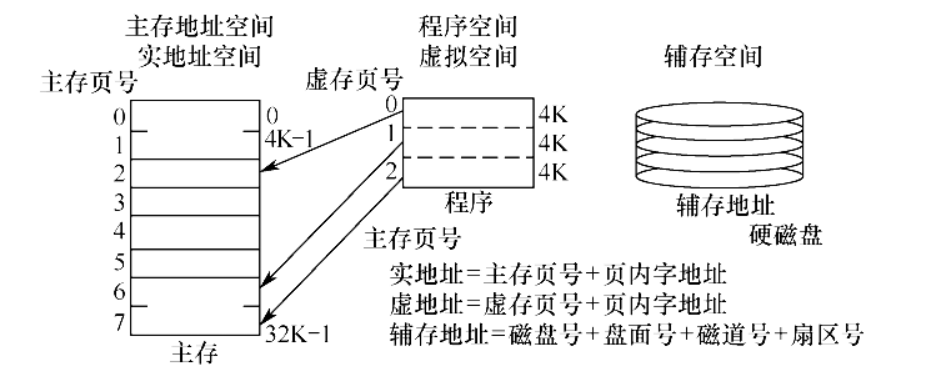 主存地址空间
实地址空间
主存页号
0
1
2
3
4
5
6
7
0
4K-1
32K-1
主存
程序空间
虚拟空间
虚存页号
0
1
2
4K
4K
4K
程序
主存页号
辅存空间
辅存地址
硬磁盘
实地址=主存页号+页内字地址
虚地址=虚存页号+页内字地址
辅存地址=磁盘号+盘面号+磁道号+扇区号